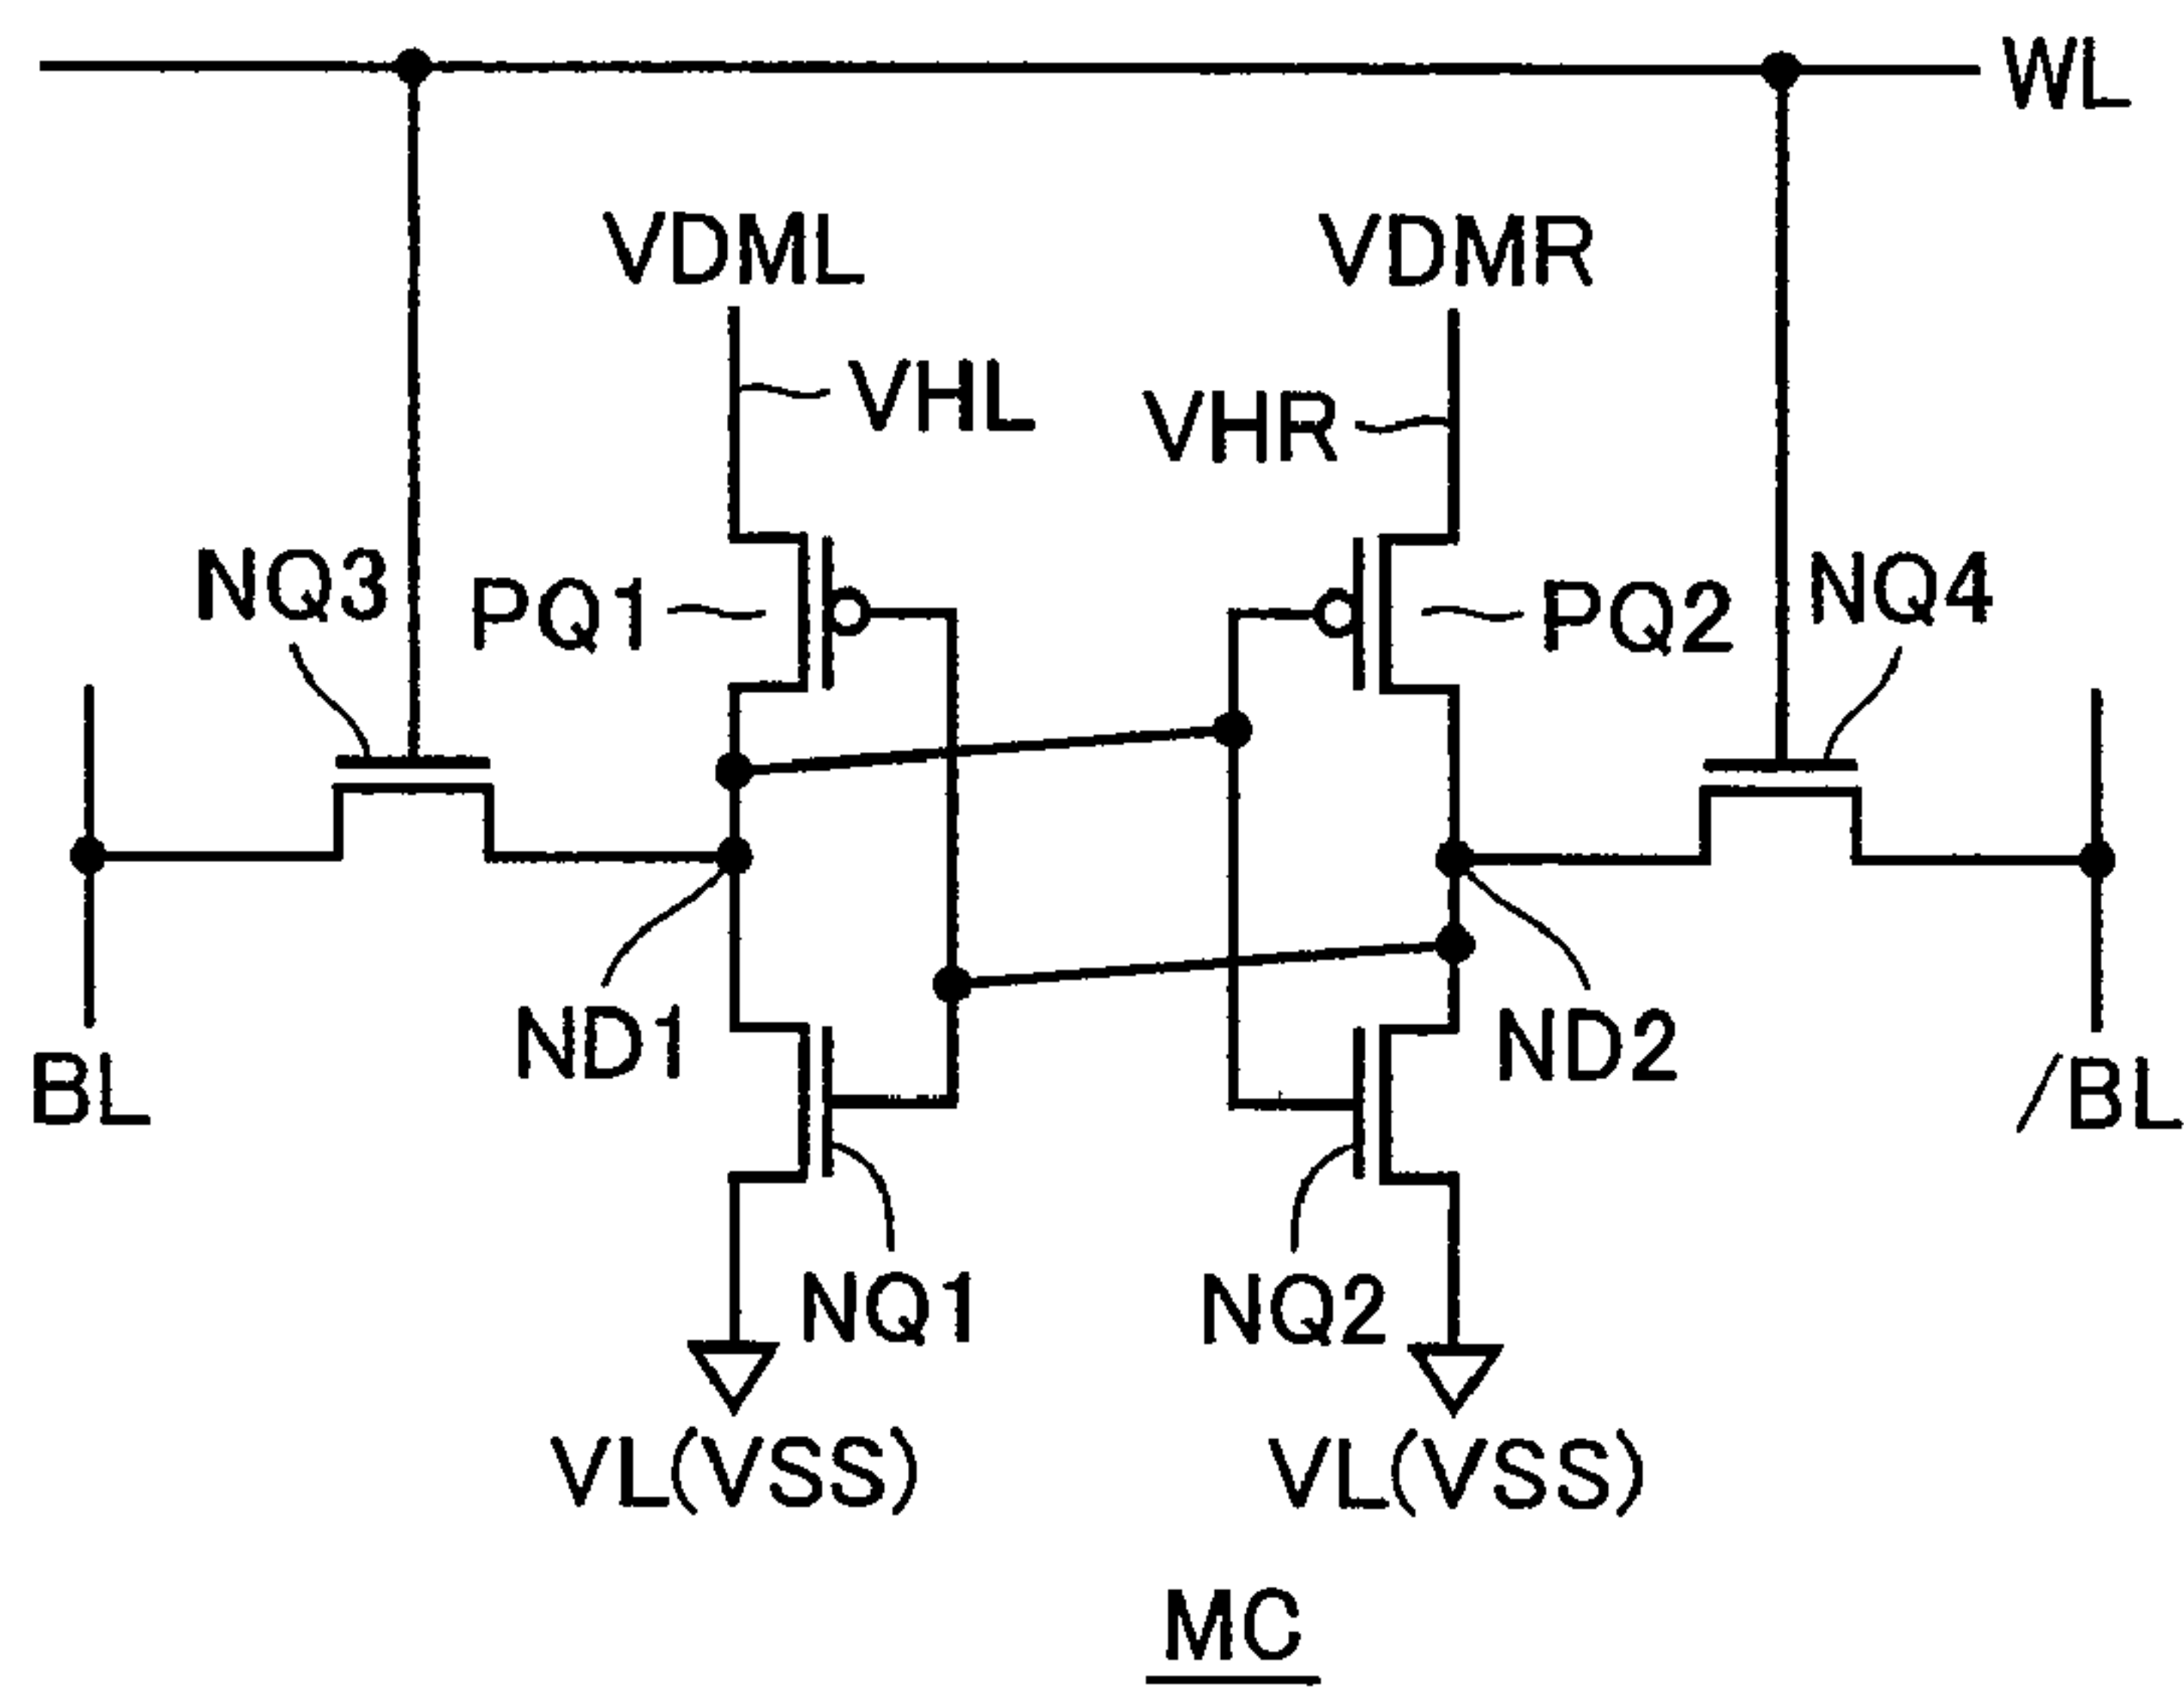 WL
VDML
VDMR
VHL
VHR
NQ3
PQ1
PQ2
NQ4
ND1
ND2
BL
/BL
NQ1
NQ2
VL(VSS)
VL(VSS)
MC